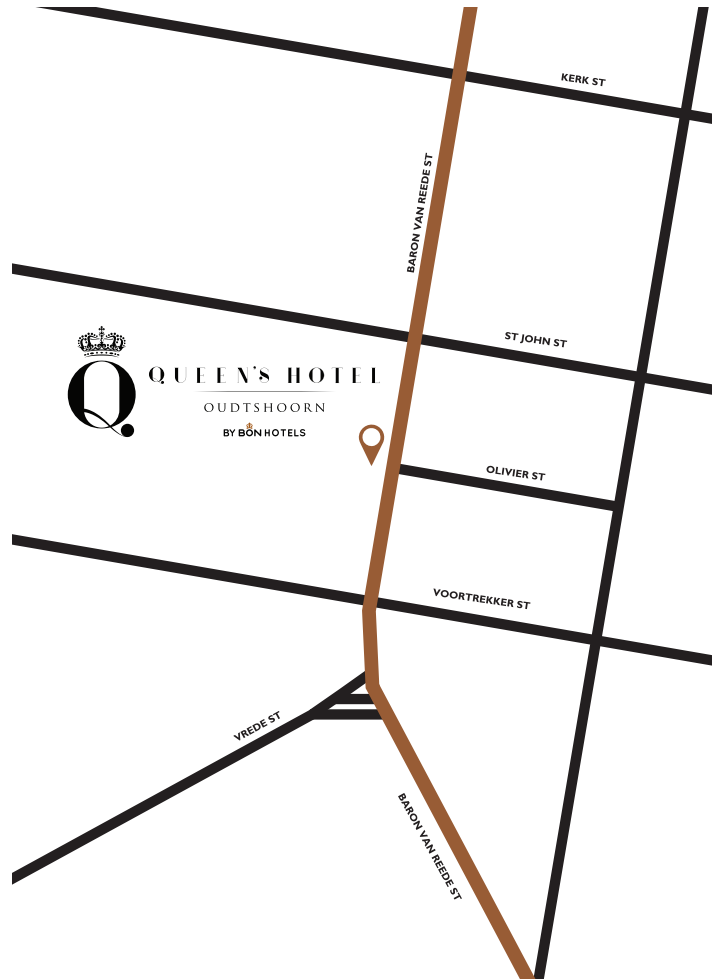 KERK ST
BARON VAN REEDE ST
ST JOHN ST
Q
QUEEN'S HOTEL
OUDTSHOORN
BY BON HOTELS
OLIVIER ST
VOORTREKKER ST
VREDE ST
BARON VAN REEDE ST